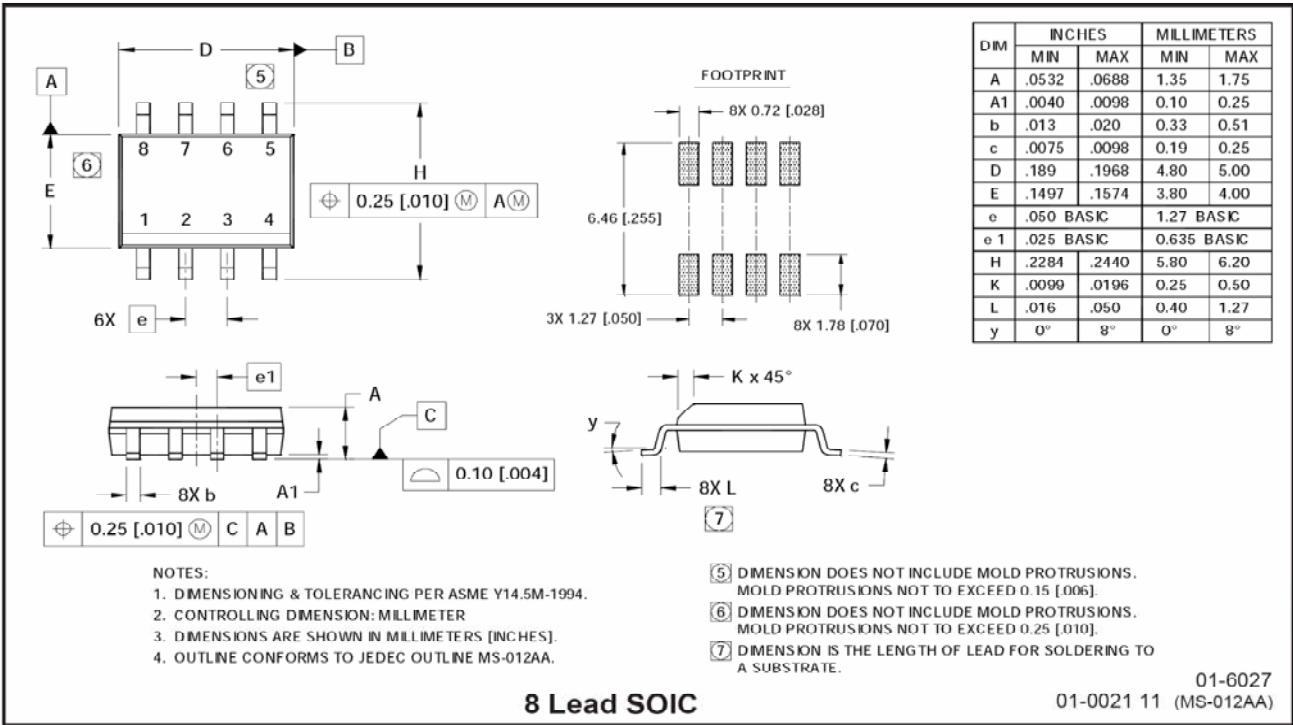 D
B
5
A
8 7 6 5
6
E
H
0.25 [.010] M A M
1 2 3 4
6X e
FOOTPRINT
8X 0.72 [.028]
6.46 [.255]
3X 1.27 [.050]
8X 1.78 [.070]
DIM INCHES MILLIMETERS
MIN MAX MIN MAX
A .0532 .0688 1.35 1.75
A1 .0040 .0098 0.10 0.25
b .013 .020 0.33 0.51
c .0075 .0098 0.19 0.25
D .189 .1968 4.80 5.00
E .1497 .1574 3.80 4.00
e .050 BASIC 1.27 BASIC
e 1 .025 BASIC 0.635 BASIC
H .2284 .2440 5.80 6.20
K .0099 .0196 0.25 0.50
L .016 .050 0.40 1.27
y 0° 8° 0° 8°
e1
A
C
0.10 [.004]
8X b
A1
0.25 [.010] M C A B
K x 45°
y
8X L
7
8X c
NOTES:
1. DIMENSIONING & TOLERANCING PER ASME Y14.5M-1994.
2. CONTROLLING DIMENSION: MILLIMETER
3. DIMENSIONS ARE SHOWN IN MILLIMETERS [INCHES].
4. OUTLINE CONFORMS TO JEDEC OUTLINE MS-012AA.
5 DIMENSION DOES NOT INCLUDE MOLD PROTRUSIONS.
MOLD PROTRUSIONS NOT TO EXCEED 0.15 [.006].
6 DIMENSION DOES NOT INCLUDE MOLD PROTRUSIONS.
MOLD PROTRUSIONS NOT TO EXCEED 0.25 [.010].
7 DIMENSION IS THE LENGTH OF LEAD FOR SOLDERING TO
A SUBSTRATE.
8 Lead SOIC
01-6027
01-0021 11 (MS-012AA)